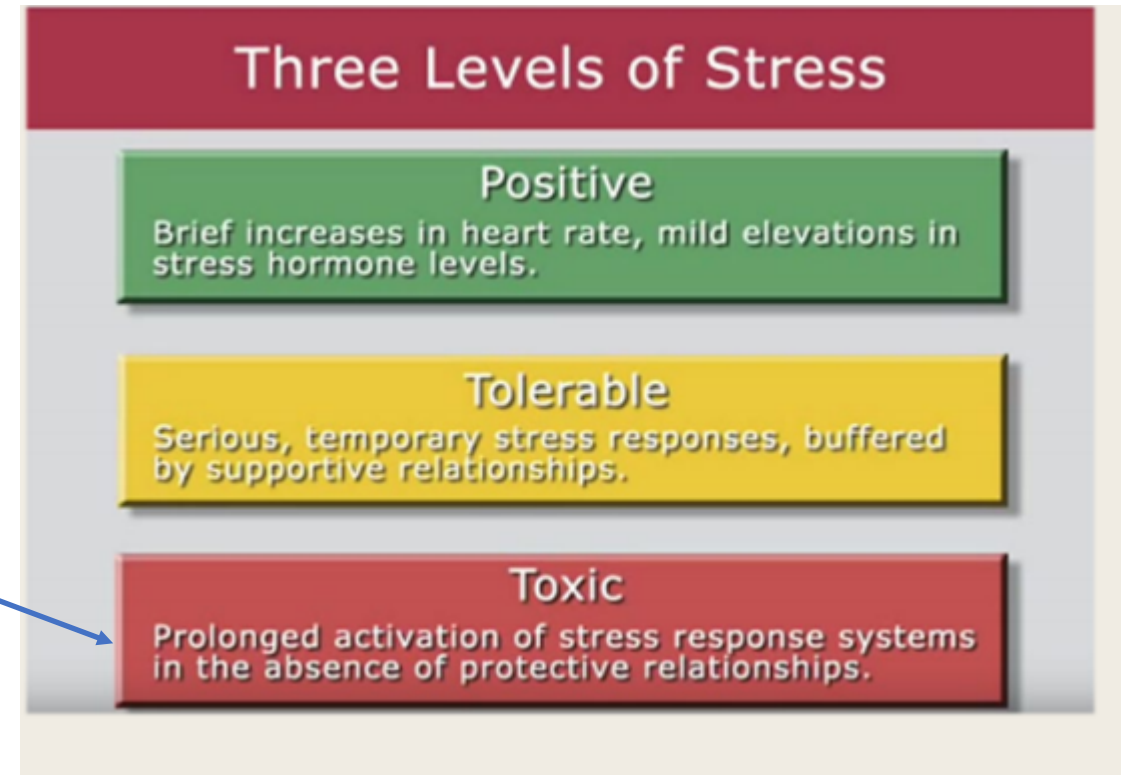 Three Levels of Stress
Positive
Brief increases in heart rate, mild elevations in
stress hormone levels.
Tolerable
Serious, temporary stress responses, buffered
by supportive relationships.
Toxic
Prolonged activation of stress response systems
in the absence of protective relationships.